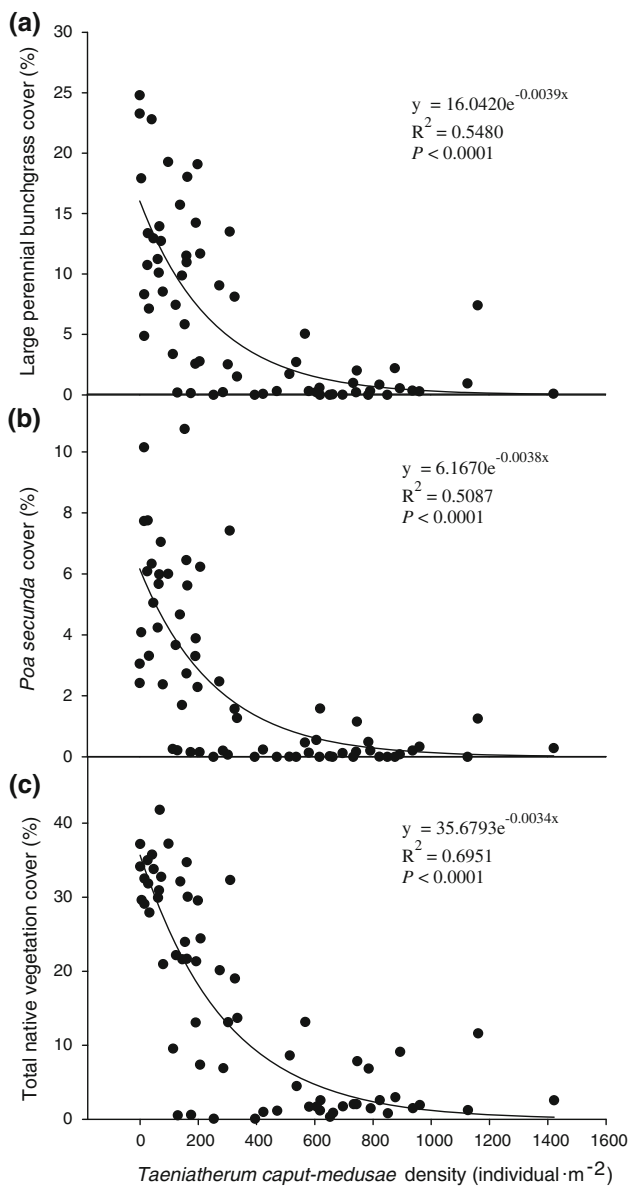 (a)
Large perennial bunchgrass cover (%)
30
25
20
15
10
5
0
y = 16.0420e^-0.0039x
R^2 = 0.5480
P < 0.0001
(b)
Poa secunda cover (%)
10
8
6
4
2
0
y = 6.1670e^-0.0038x
R^2 = 0.5087
P < 0.0001
(c)
Total native vegetation cover (%)
40
30
20
10
0
y = 35.6793e^-0.0034x
R^2 = 0.6951
P < 0.0001
0 200 400 600 800 1000 1200 1400 1600
Taeniatherum caput-medusae density (individual·m^-2)